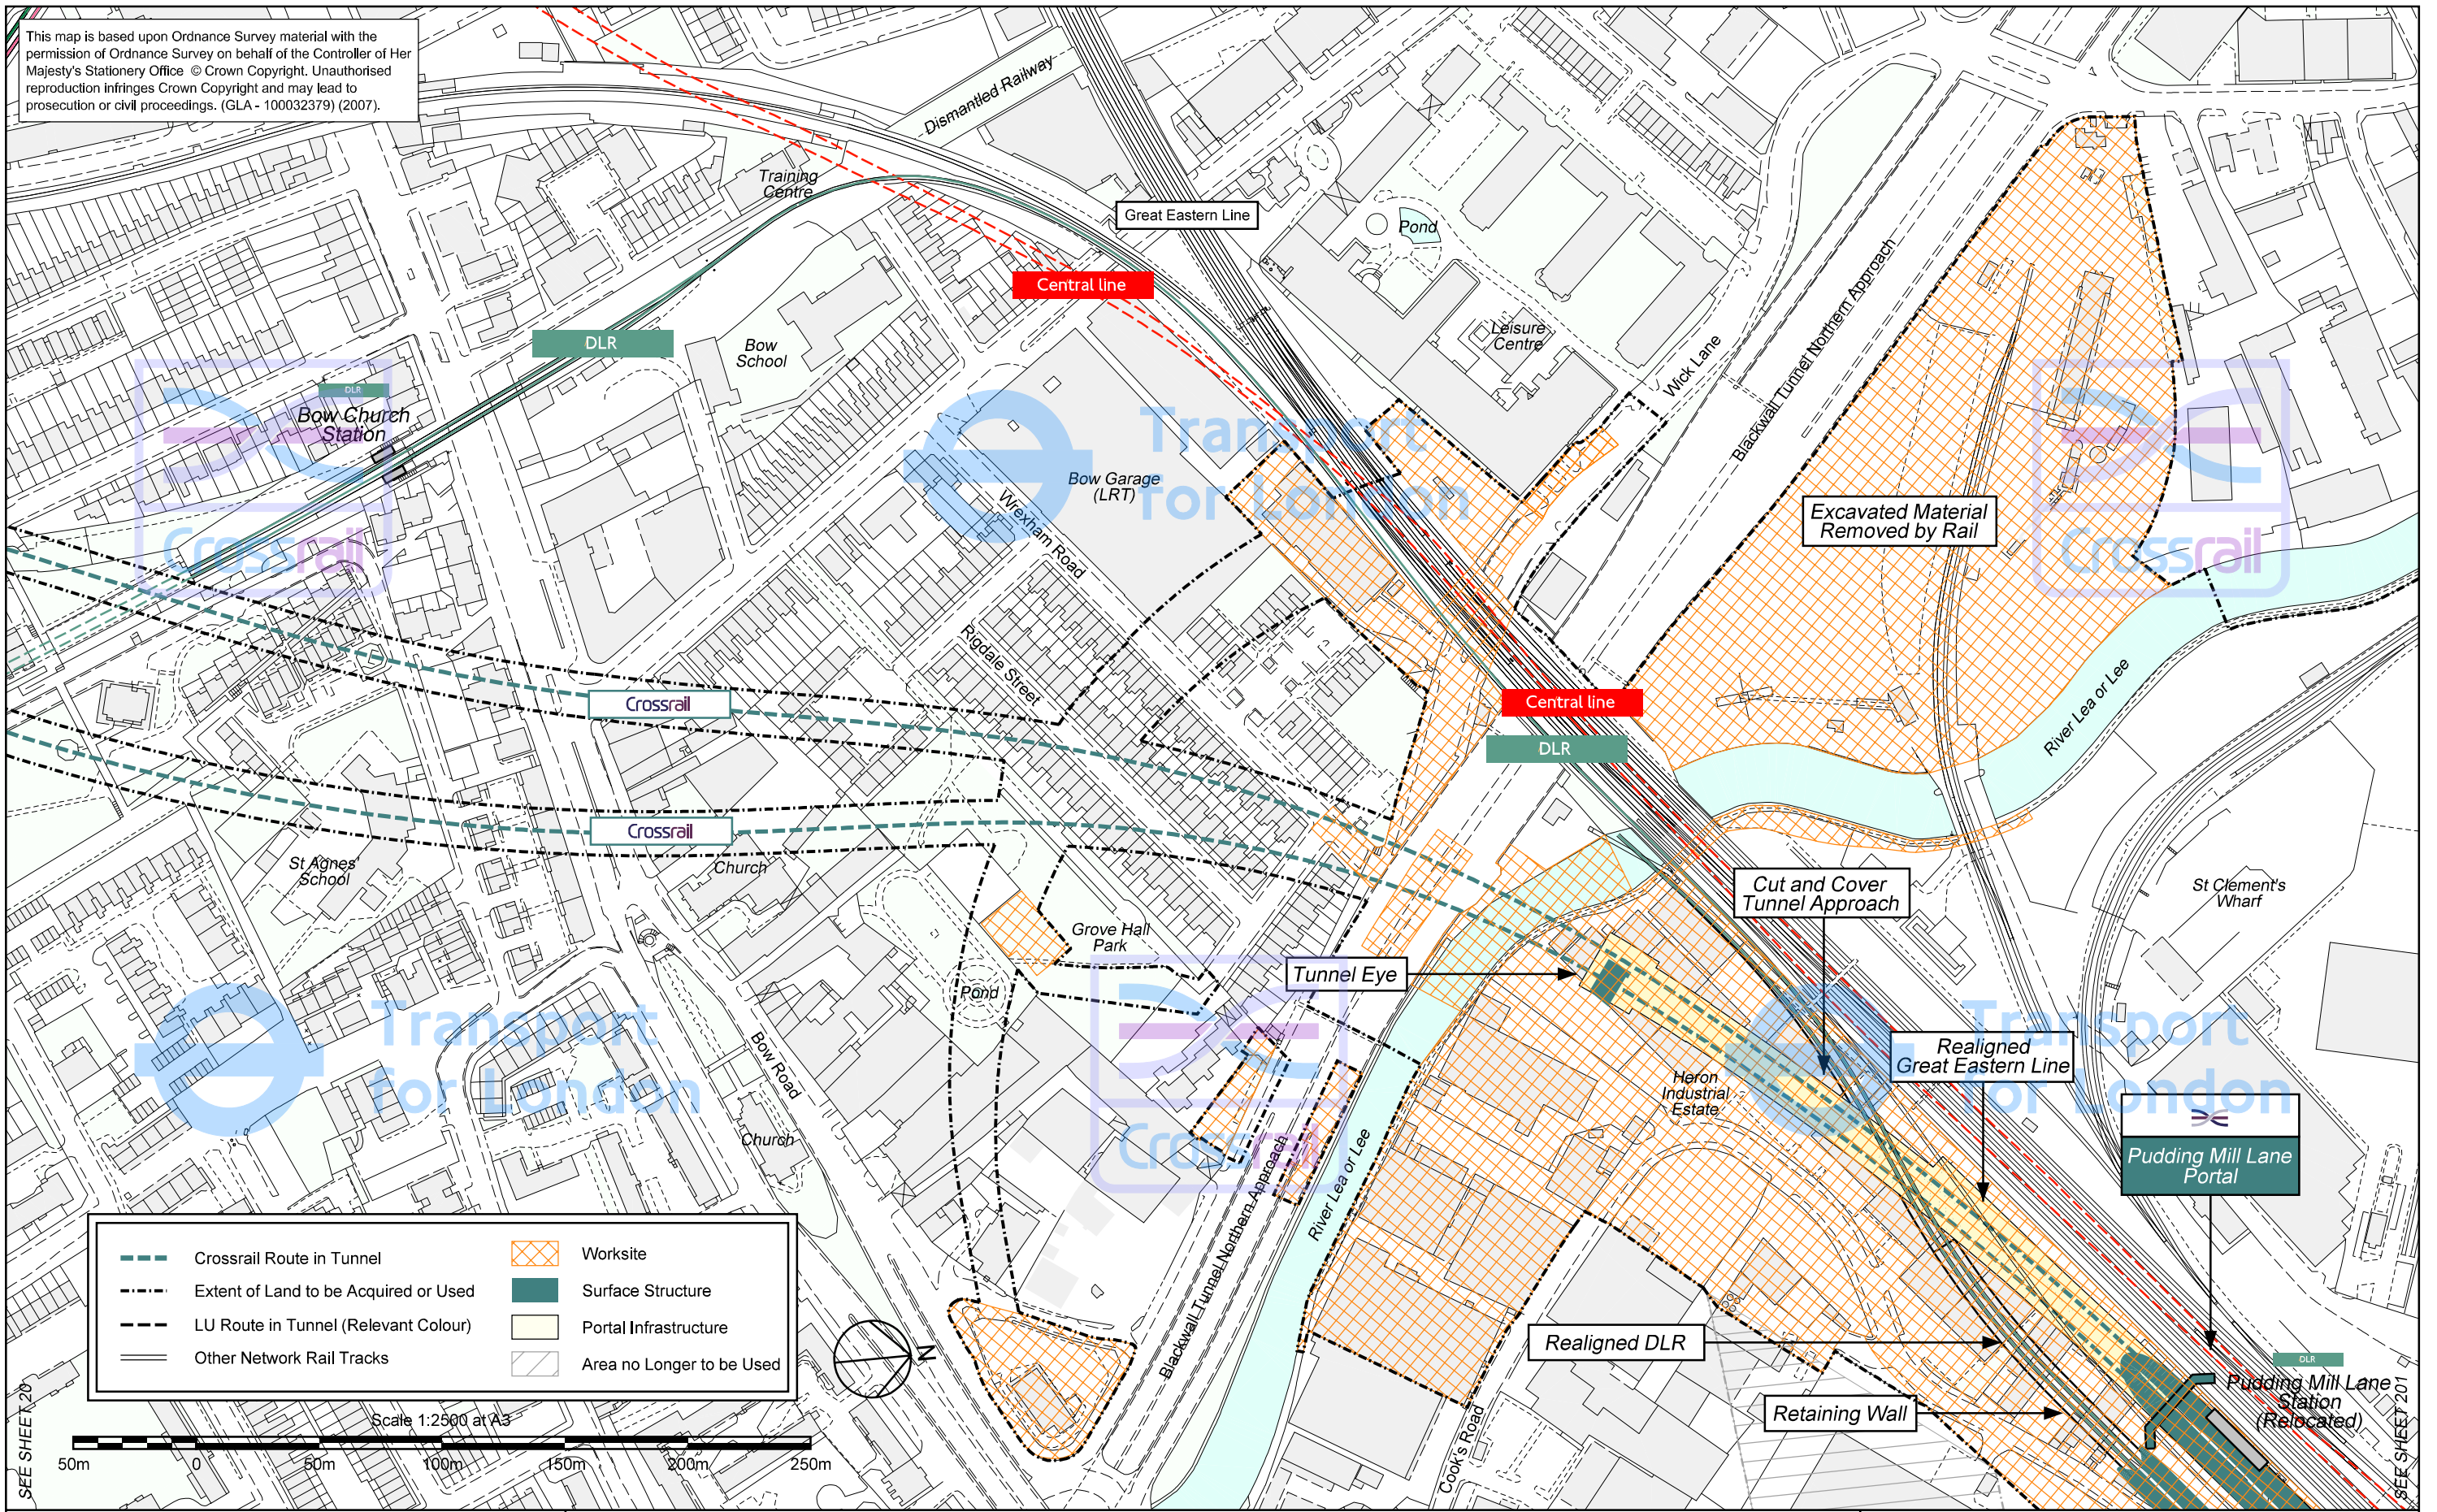 This map is based upon Ordnance Survey material with the
permission of Ordnance Survey on behalf of the Controller of Her
Majesty's Stationery Office © Crown Copyright. Unauthorised
reproduction infringes Crown Copyright and may lead to
prosecution or civil proceedings. (GLA - 100032379) (2007).
Dismantled Railway
Training
Centre
Great Eastern Line
Pond
Central line
Leisure
Centre
Wick Lane
Blackwall Tunnel Northern Approach
DLR
Bow
School
DLR
Bow Church
Station
Crossrail
Transport
for London
Crossrail
Bow Garage
(LRT)
Wrexham Road
Excavated Material
Removed by Rail
Rigdale Street
Crossrail
Central line
DLR
River Lea or Lee
Crossrail
St Agnes'
School
Church
Cut and Cover
Tunnel Approach
St Clement's
Wharf
Grove Hall
Park
Tunnel Eye
Pond
Transport
for London
Bow Road
Crossrail
Transport
for London
Realigned
Great Eastern Line
Heron
Industrial
Estate
Church
Pudding Mill Lane
Portal
Blackwall Tunnel Northern Approach
River Lea or Lee
Crossrail Route in Tunnel
Extent of Land to be Acquired or Used
LU Route in Tunnel (Relevant Colour)
Other Network Rail Tracks
Worksite
Surface Structure
Portal Infrastructure
Area no Longer to be Used
N
Realigned DLR
DLR
Pudding Mill Lane
Station
(Relocated)
Retaining Wall
Cook's Road
Scale 1:2500 at A3
50m 0 50m 100m 150m 200m 250m
SEE SHEET 20
SEE SHEET 201